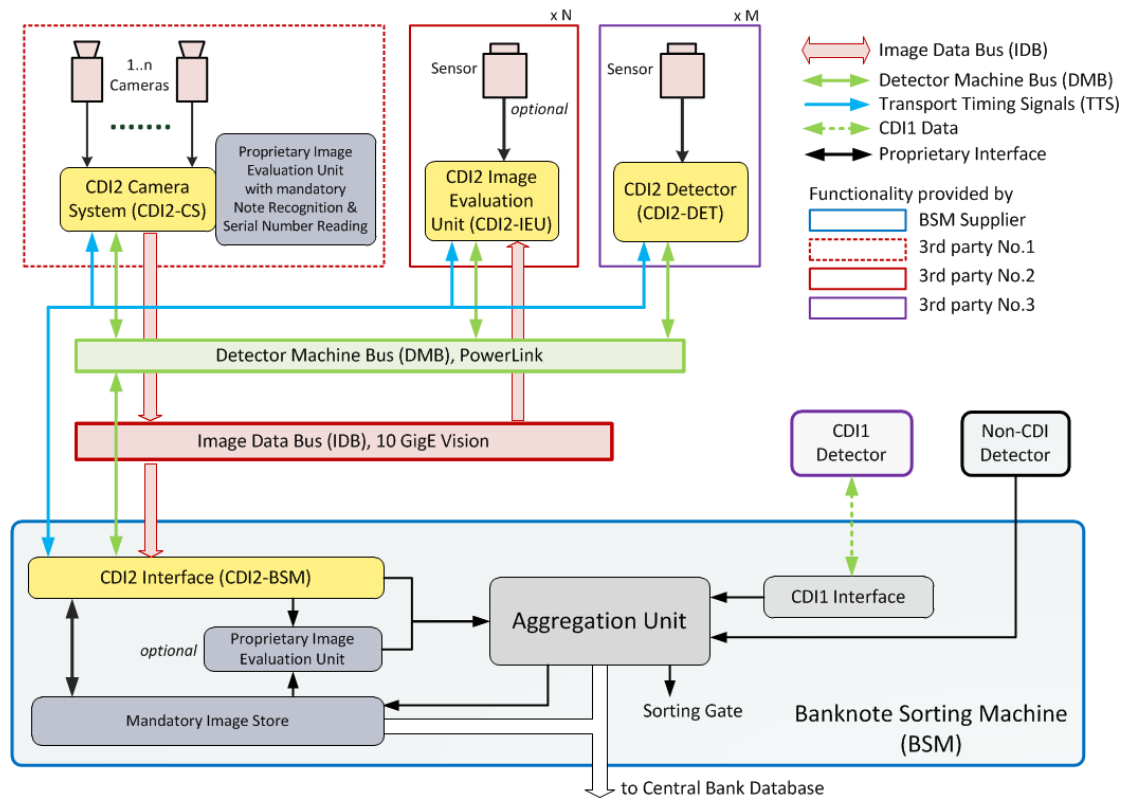 x N
x M
1..n
Cameras
Sensor
optional
Sensor
Proprietary Image
Evaluation Unit
with mandatory
Note Recognition &
Serial Number Reading
CDI2 Camera
System (CDI2-CS)
CDI2 Image
Evaluation
Unit (CDI2-IEU)
CDI2 Detector
(CDI2-DET)
Image Data Bus (IDB)
Detector Machine Bus (DMB)
Transport Timing Signals (TTS)
CDI1 Data
Proprietary Interface
Functionality provided by
BSM Supplier
3rd party No.1
3rd party No.2
3rd party No.3
Detector Machine Bus (DMB), PowerLink
Image Data Bus (IDB), 10 GigE Vision
CDI1
Detector
Non-CDI
Detector
CDI2 Interface (CDI2-BSM)
CDI1 Interface
Aggregation Unit
optional
Proprietary Image
Evaluation Unit
Mandatory Image Store
Sorting Gate
Banknote Sorting Machine
(BSM)
to Central Bank Database